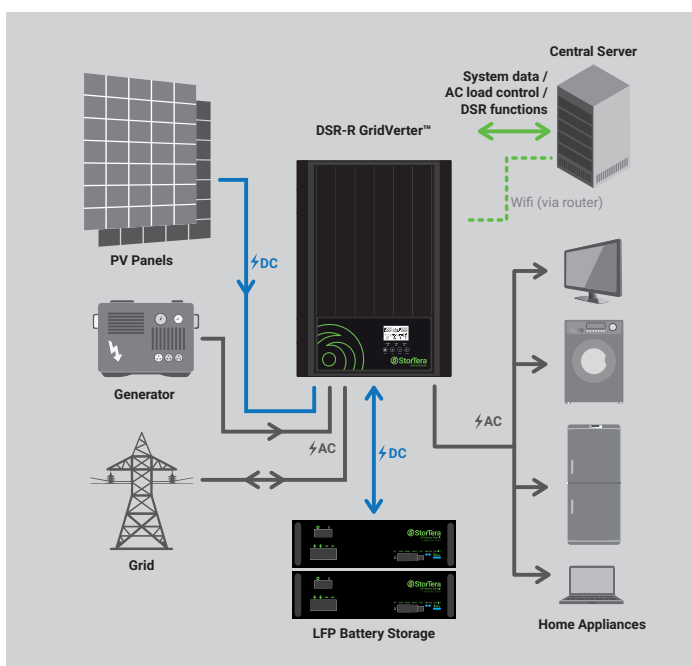 Central Server
System data /
AC load control /
DSR functions
DSR-R GridVerter™
Wifi (via router)
PV Panels
DC
StorTera
Generator
AC
DC
AC
Grid
StorTera
StorTera
LFP Battery Storage
Home Appliances